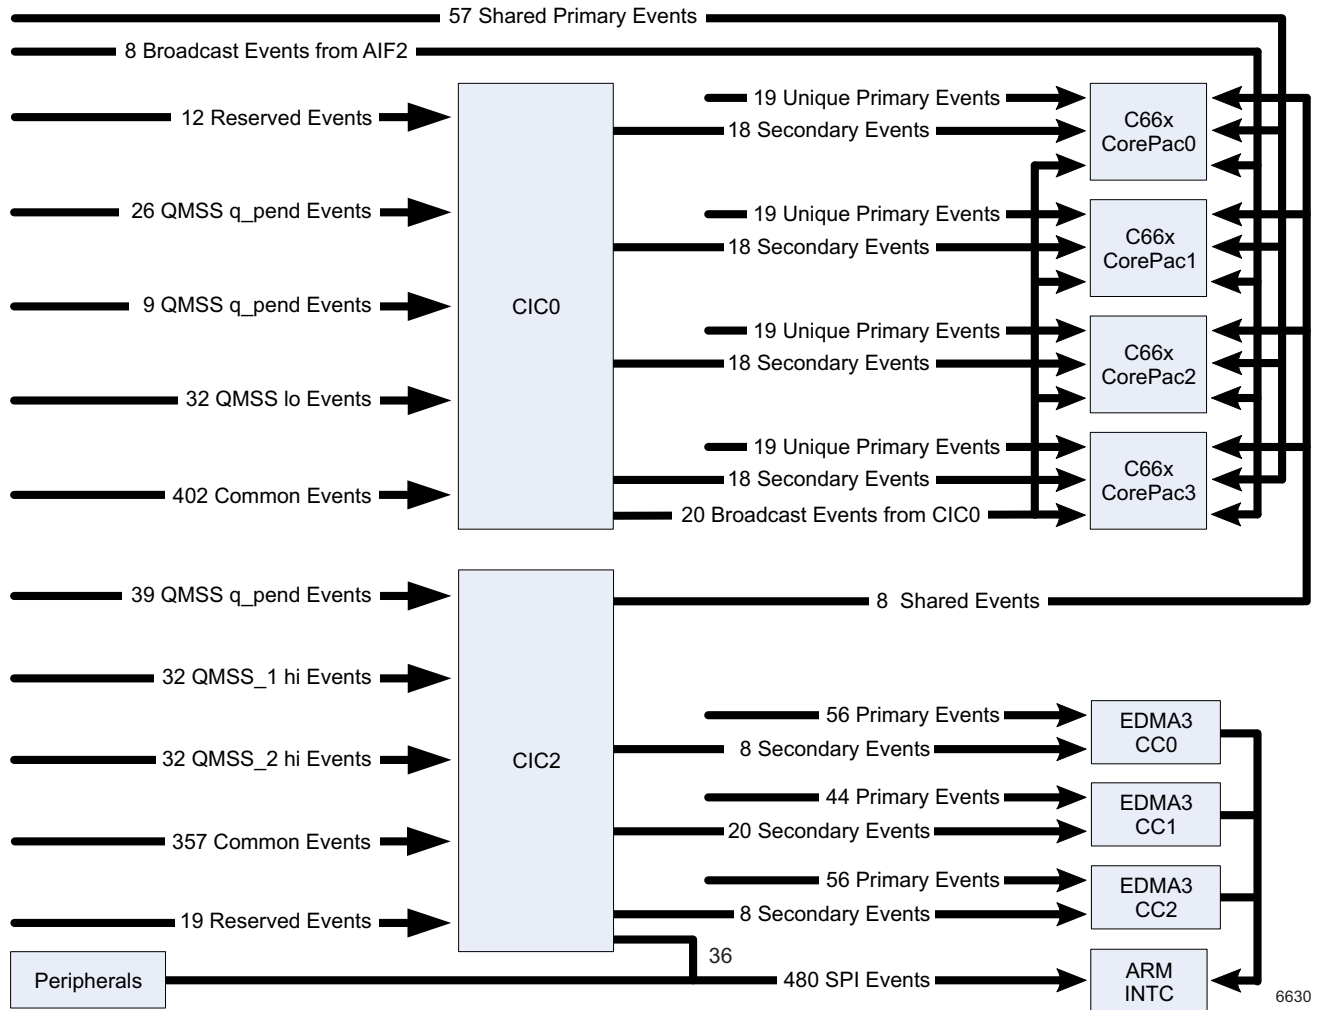 57 Shared Primary Events
8 Broadcast Events from AIF2
12 Reserved Events
26 QMSS q_pend Events
9 QMSS q_pend Events
32 QMSS lo Events
402 Common Events
CIC0
19 Unique Primary Events
18 Secondary Events
C66x
CorePac0
19 Unique Primary Events
18 Secondary Events
C66x
CorePac1
19 Unique Primary Events
18 Secondary Events
C66x
CorePac2
19 Unique Primary Events
18 Secondary Events
C66x
CorePac3
20 Broadcast Events from CIC0
39 QMSS q_pend Events
32 QMSS_1 hi Events
32 QMSS_2 hi Events
357 Common Events
19 Reserved Events
CIC2
8 Shared Events
56 Primary Events
8 Secondary Events
EDMA3
CC0
44 Primary Events
20 Secondary Events
EDMA3
CC1
56 Primary Events
8 Secondary Events
EDMA3
CC2
36
Peripherals
480 SPI Events
ARM
INTC
6630